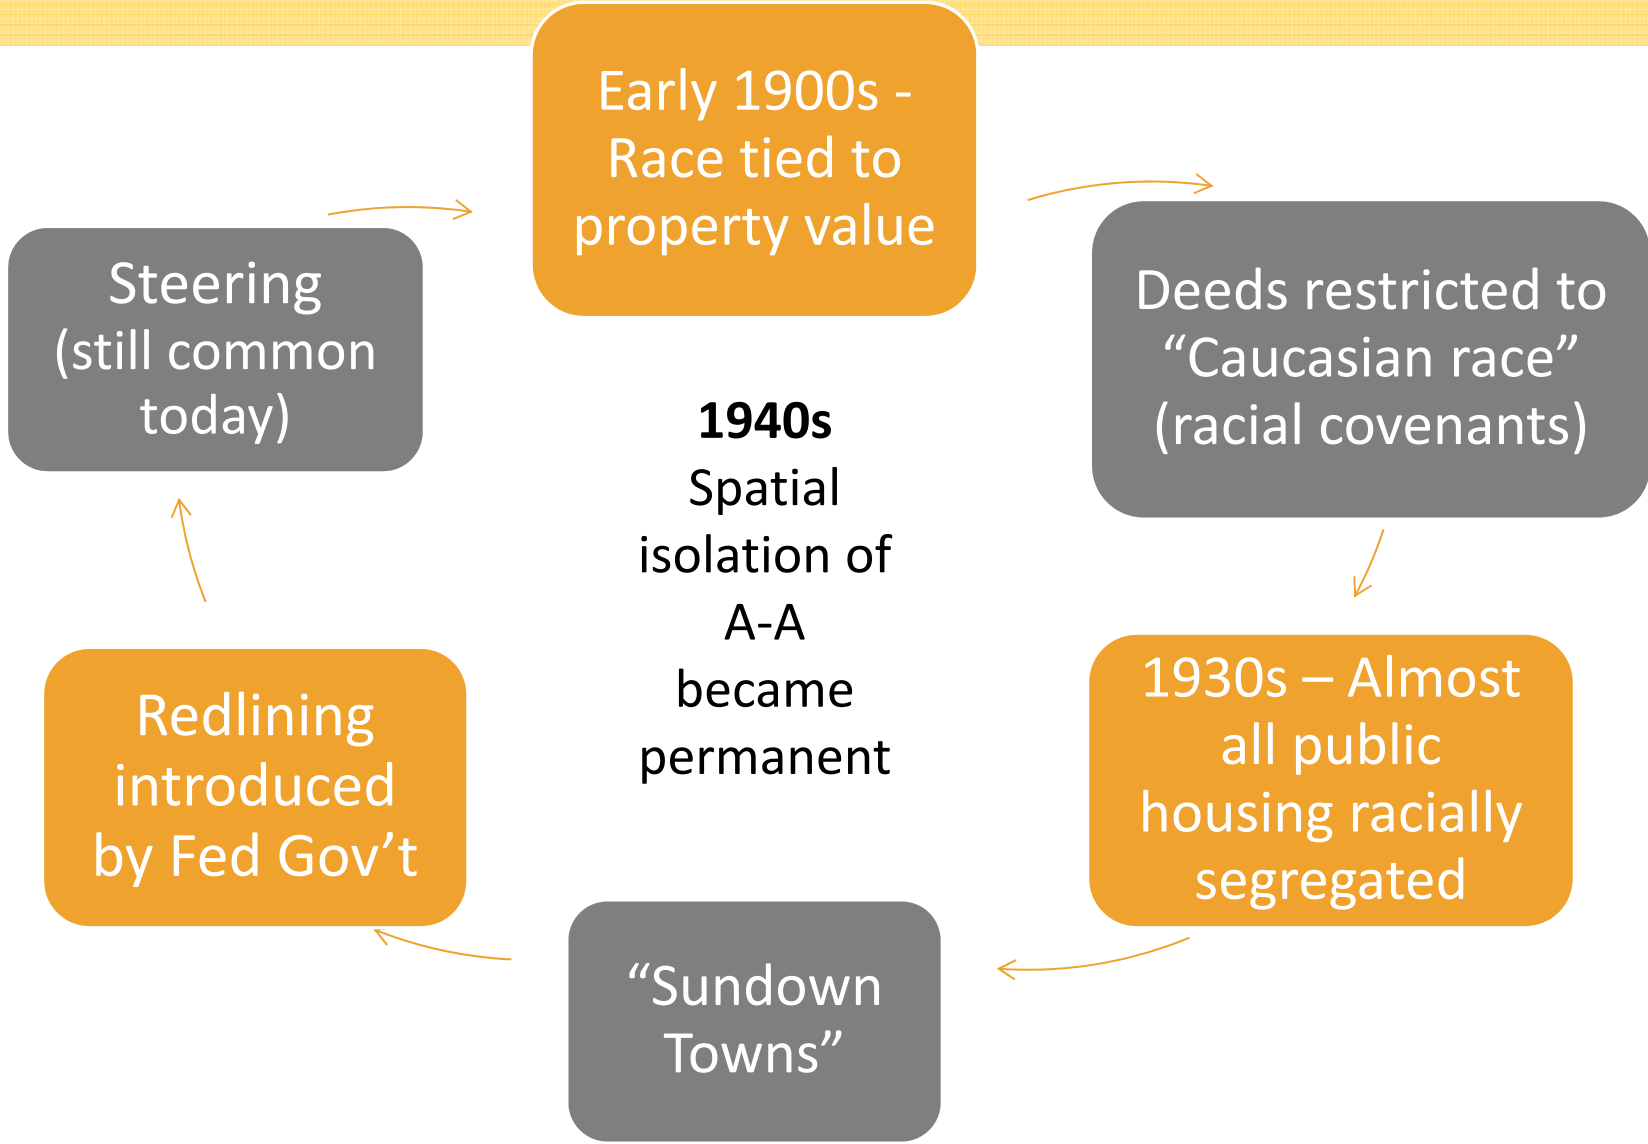 Early 1900s -
Race tied to
property value
Deeds restricted to
“Caucasian race”
(racial covenants)
1930s – Almost
all public
housing racially
segregated
“Sundown
Towns”
Redlining
introduced
by Fed Gov’t
Steering
(still common
today)
1940s
Spatial
isolation of
A-A
became
permanent